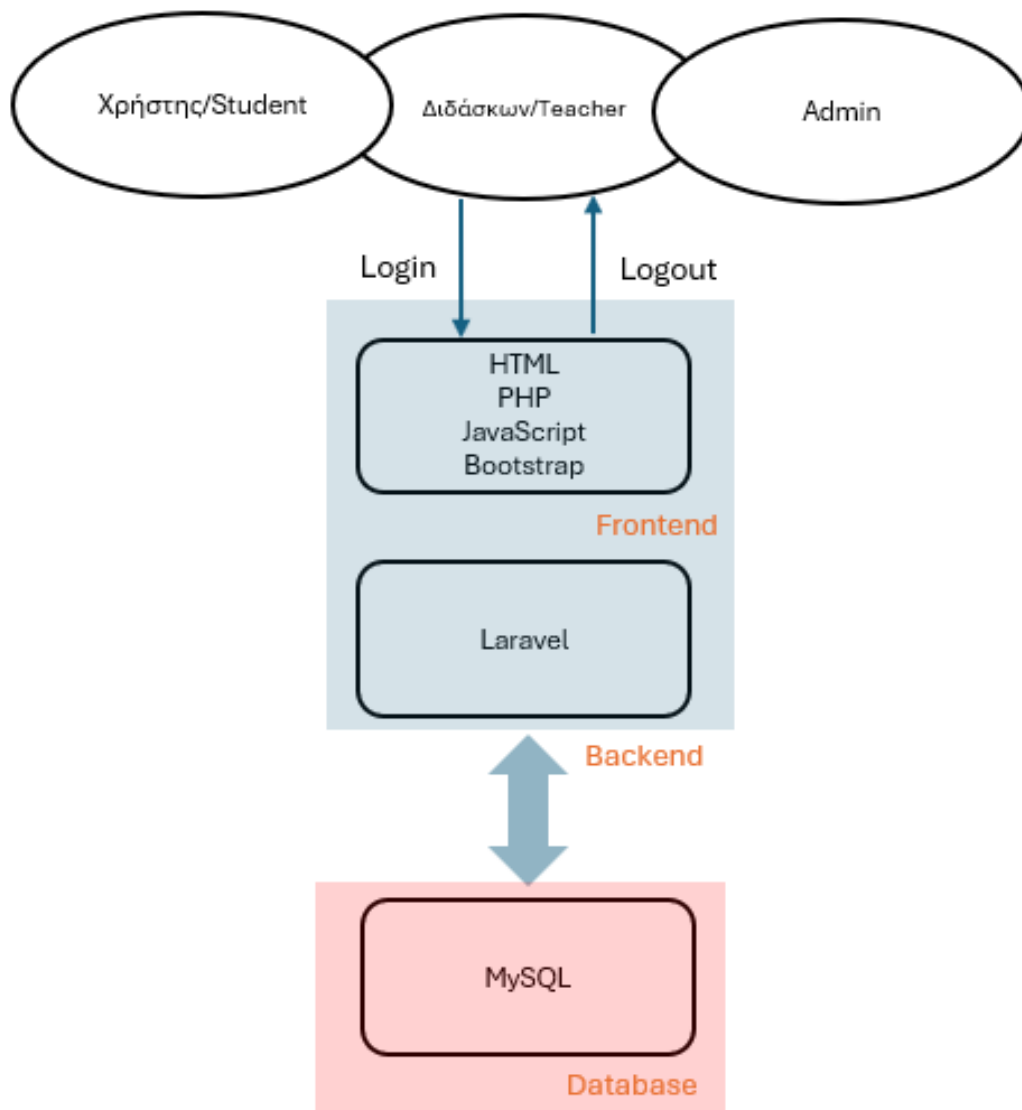 Χρήστης/Student
Διδάσκων/Teacher
Admin
Login
Logout
HTML
PHP
JavaScript
Bootstrap
Frontend
Laravel
Backend
MySQL
Database